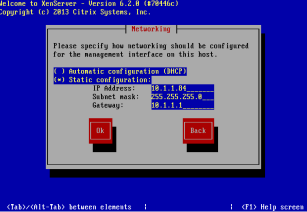 Welcome to XenServer - Version 6.2.0 (#70446c)
Copyright (c) 2013 Citrix Systems, Inc.
Networking
Please specify how networking should be configured
for the management interface on this host.
( ) Automatic configuration (DHCP)
(*) Static configuration:
IP Address: 10.1.1.84
Subnet mask: 255.255.255.0
Gateway: 10.1.1.1
Ok Back
<Tab>/<Alt-Tab> between elements | | <F1> Help screen